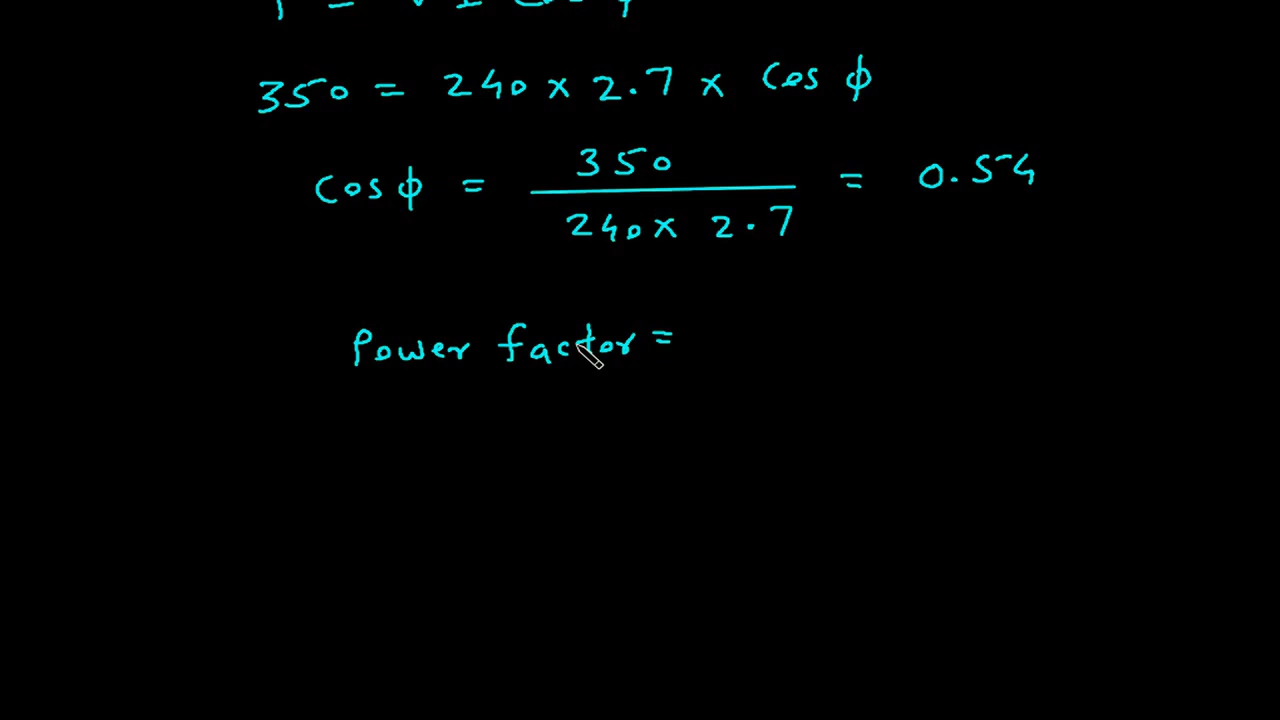 350 = 240 x 2.7 x Cos ϕ
Cos ϕ = 350 / 240 x 2.7 = 0.54
Power factor =